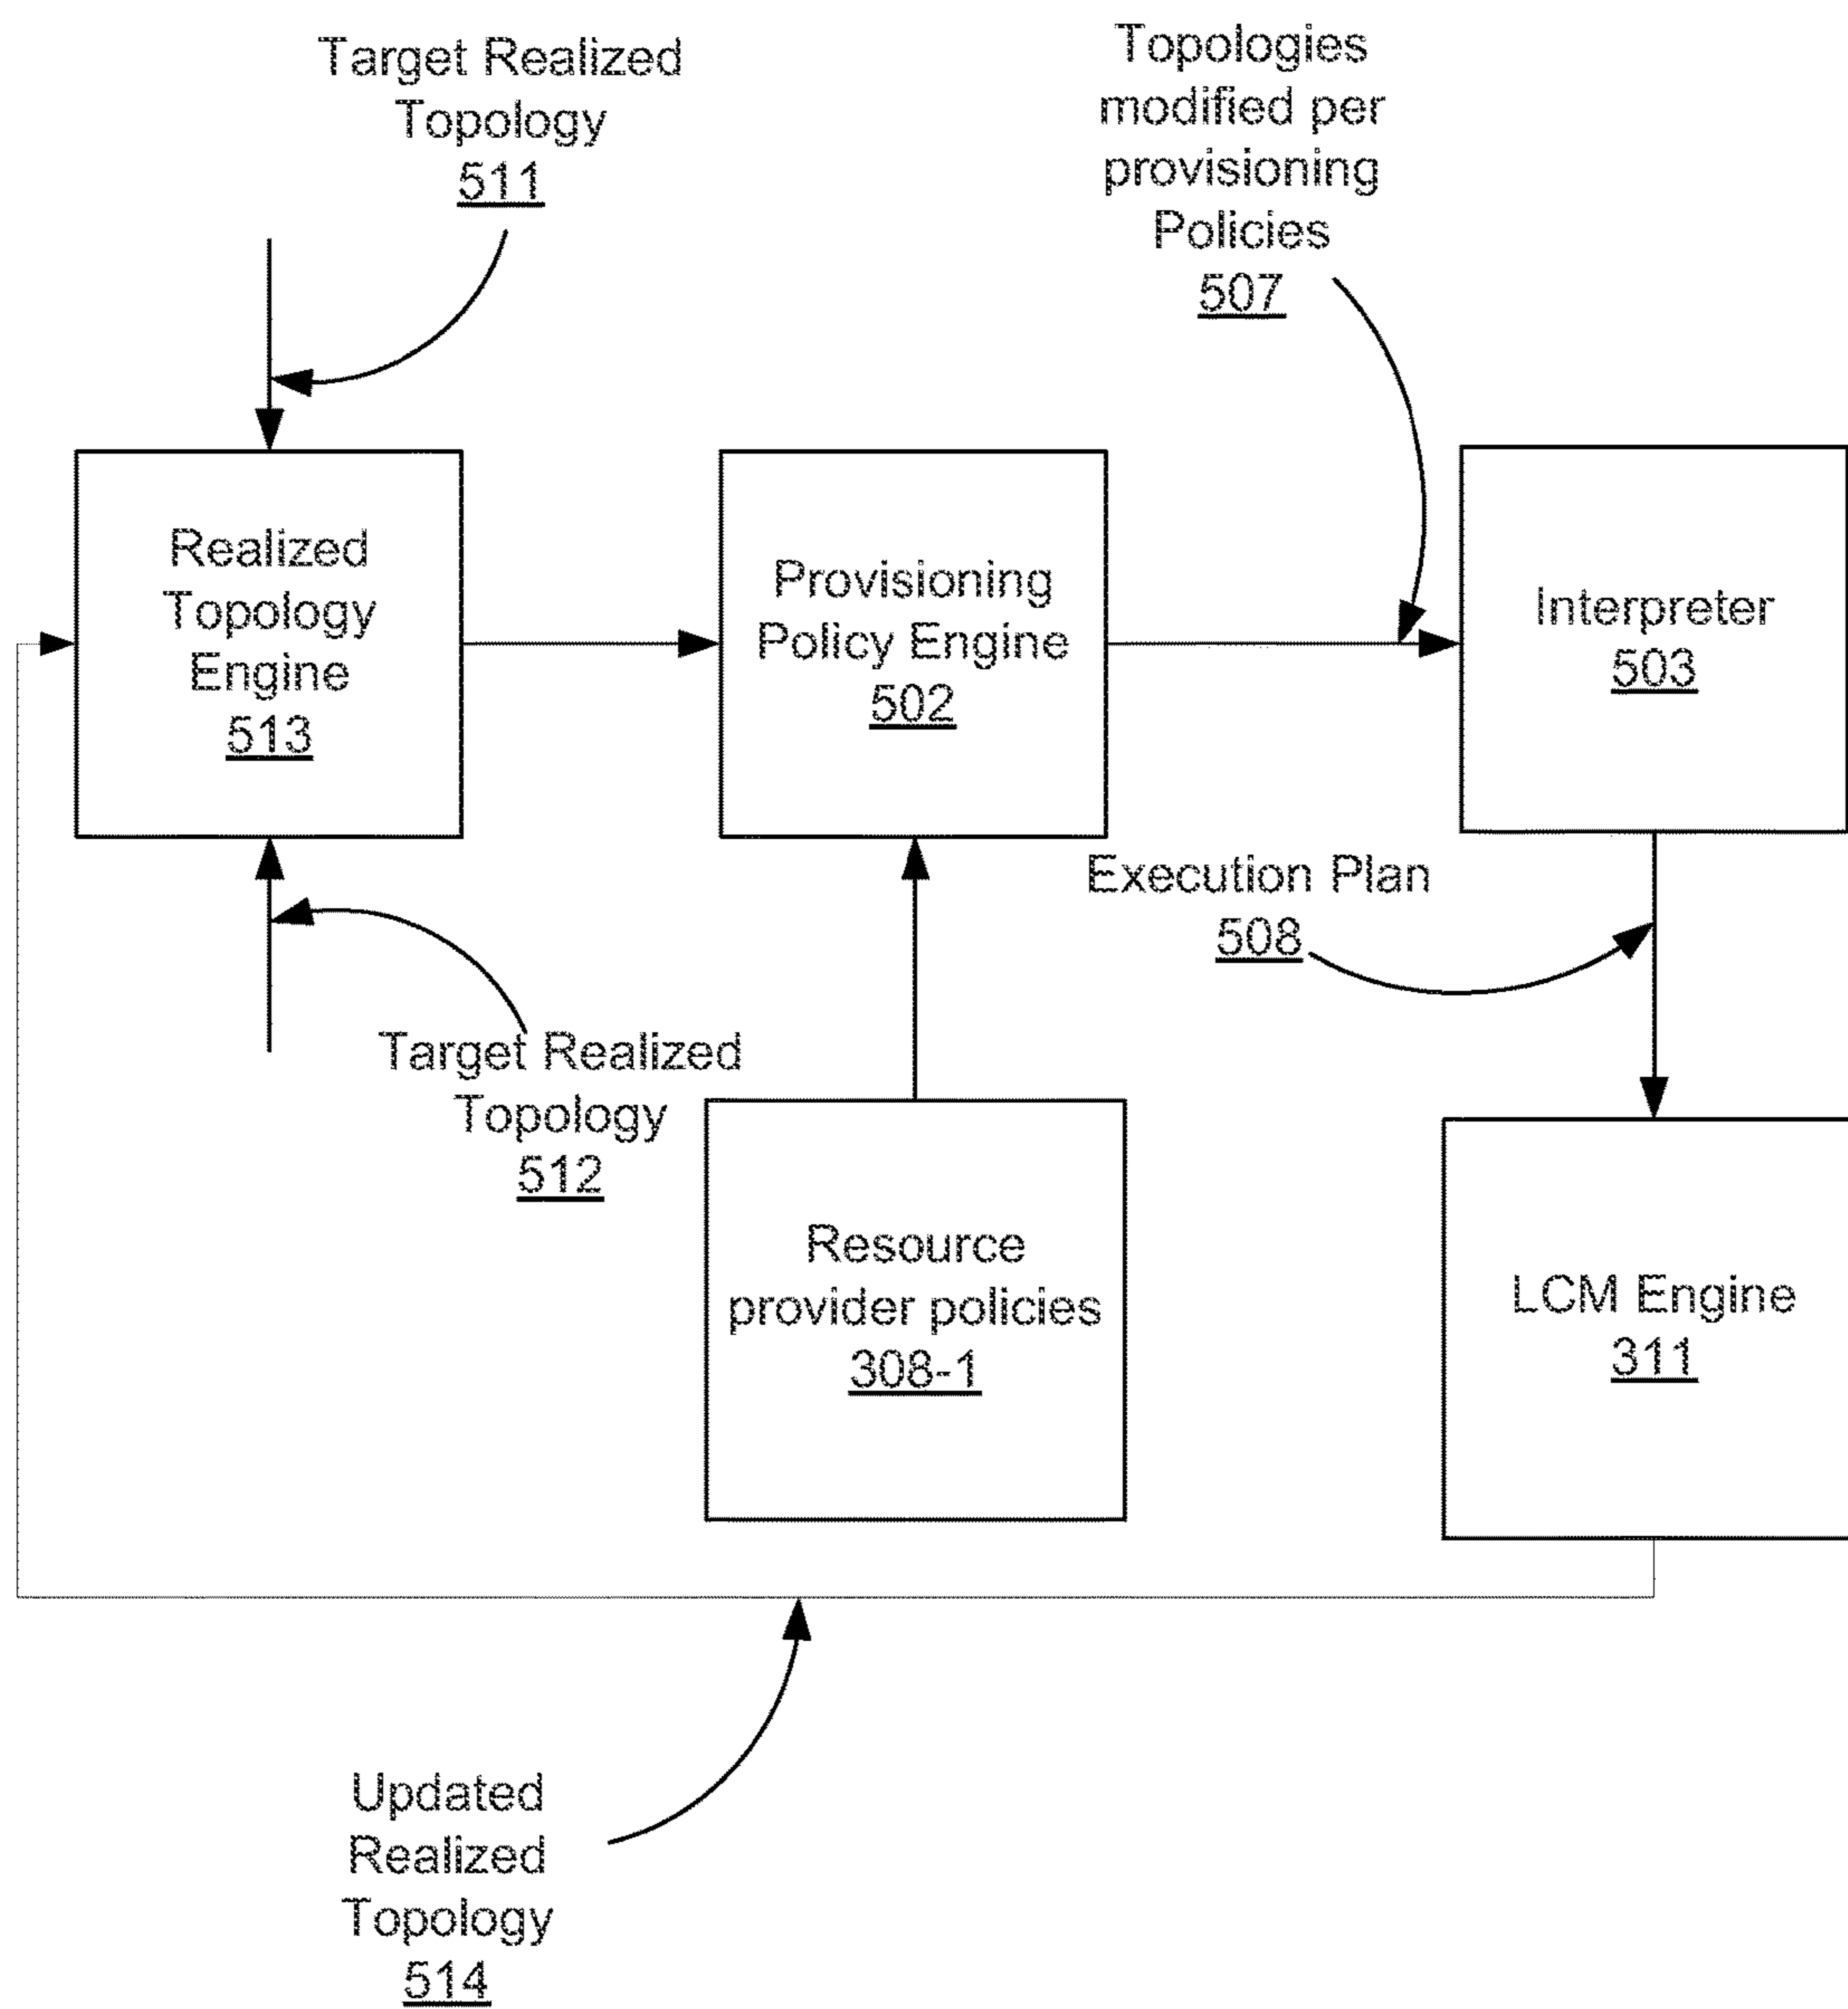 Target Realized
Topology
511
Topologies
modified per
provisioning
Policies
507
Realized
Topology
Engine
513
Provisioning
Policy Engine
502
Interpreter
503
Execution Plan
508
Target Realized
Topology
512
Resource
provider policies
308-1
LCM Engine
311
Updated
Realized
Topology
514